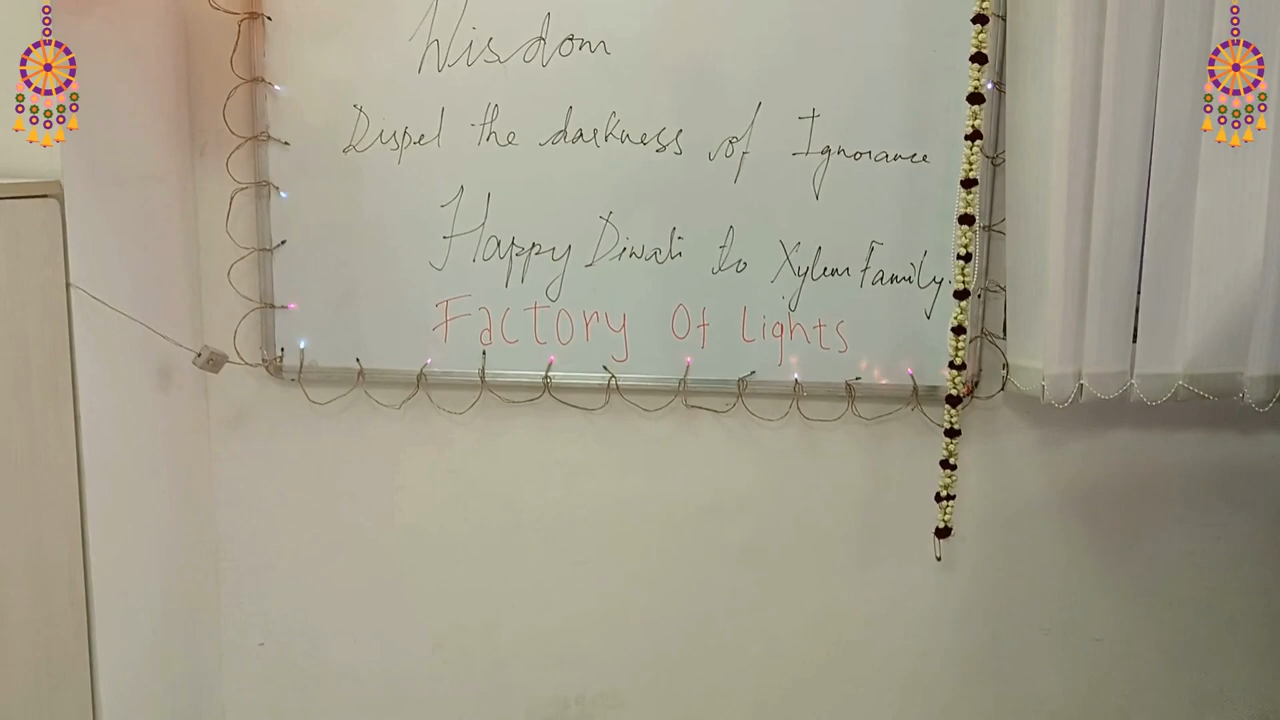 Wisdom
Dispel the darkness of Ignorance
Happy Diwali to Xylem Family.
Factory Of Lights